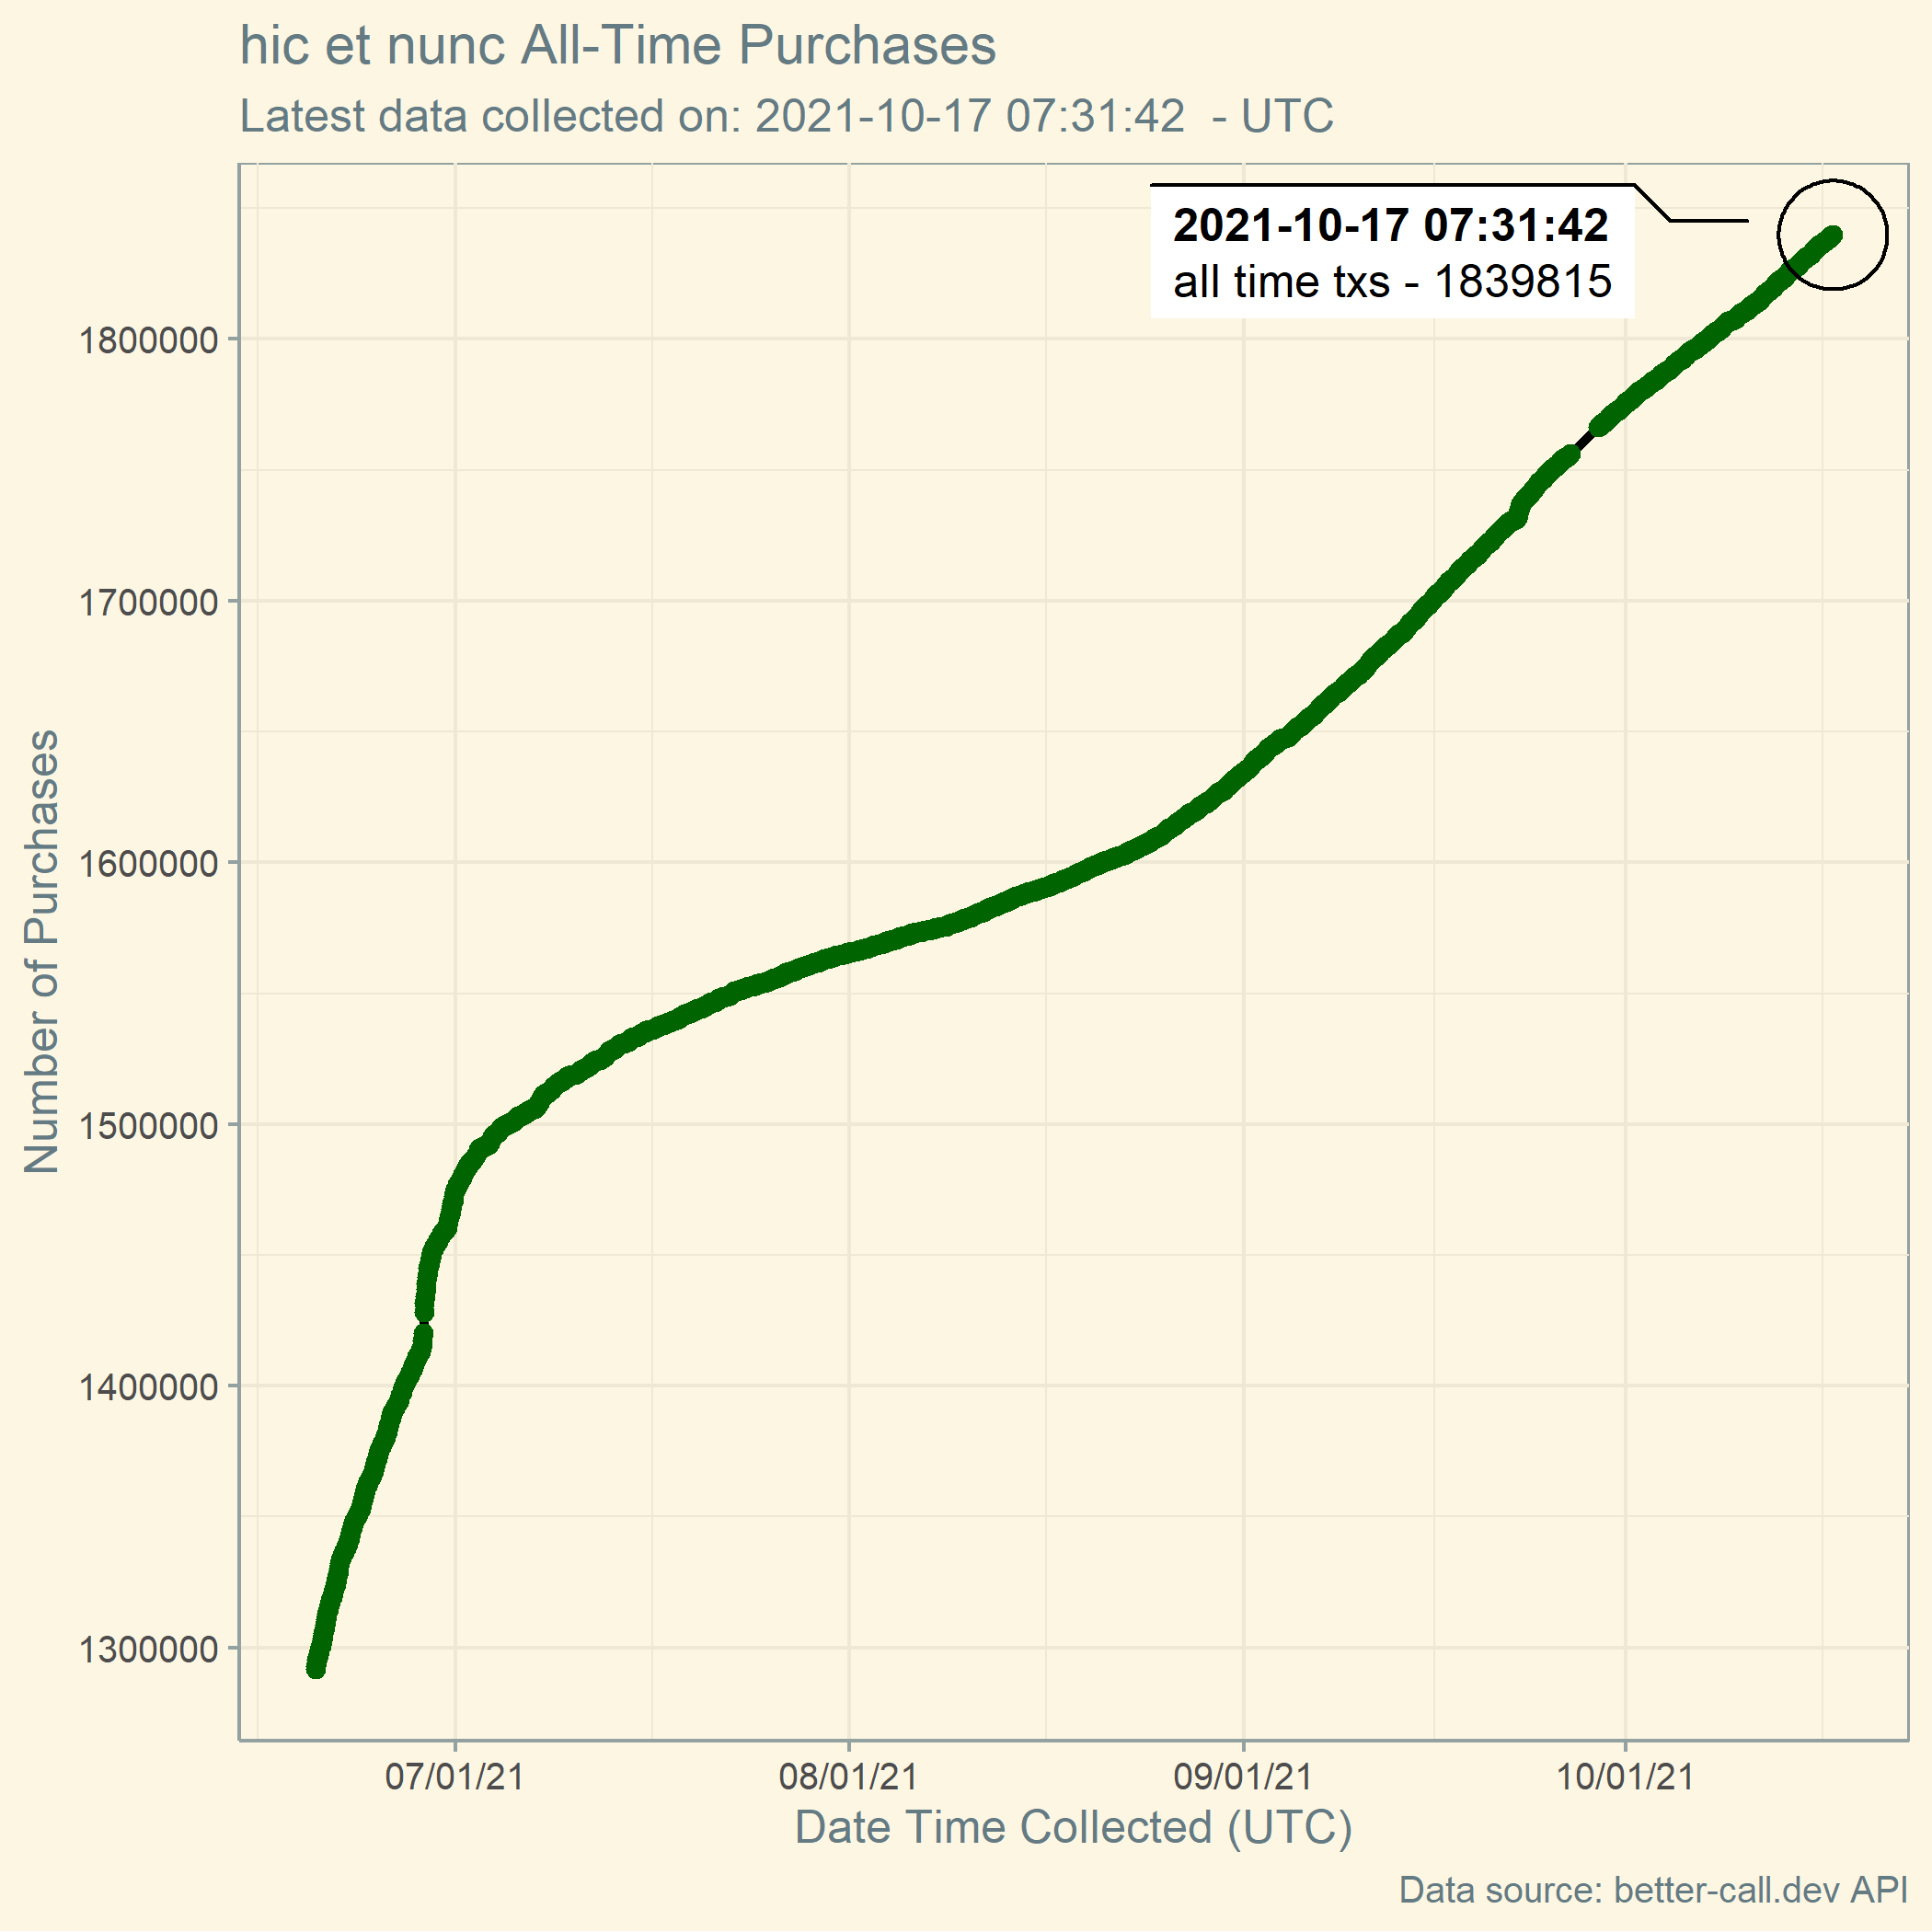 hic et nunc All-Time Purchases
Latest data collected on: 2021-10-17 07:31:42  - UTC
2021-10-17 07:31:42
all time txs - 1839815
Number of Purchases
1800000
1700000
1600000
1500000
1400000
1300000
07/01/21
08/01/21
09/01/21
10/01/21
Date Time Collected (UTC)
Data source: better-call.dev API